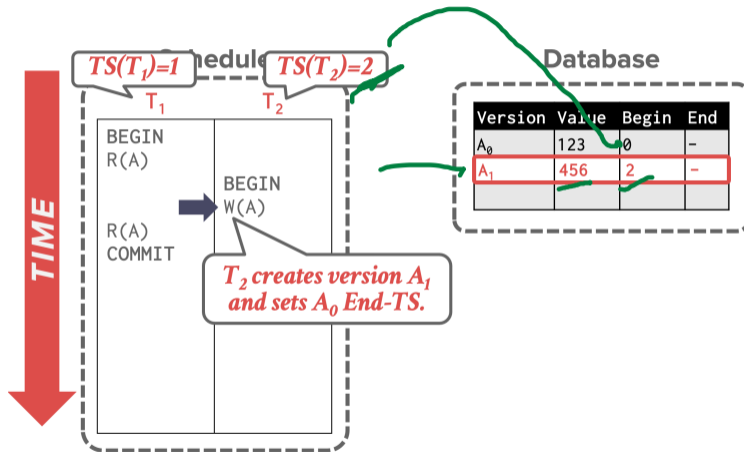 Schedule
TS(T₁)=1
TS(T₂)=2
T₁
T₂
BEGIN
R(A)
BEGIN
W(A)
R(A)
COMMIT
T₂ creates version A₁
and sets A₀ End-TS.
TIME
Database
Version Value Begin End
A₀ 123 0 -
A₁ 456 2 -